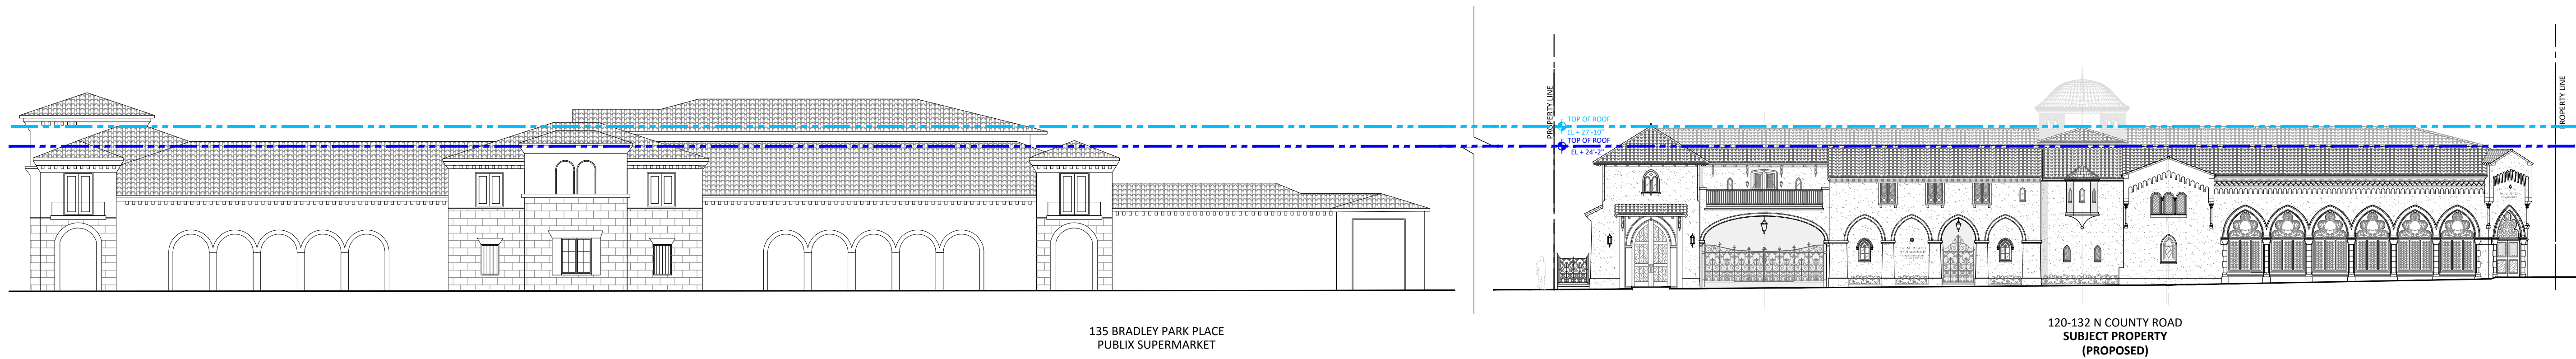 PROPERTY LINE
TOP OF ROOF
EL + 27'-10"
TOP OF ROOF
EL + 24'-2"
PROPERTY LINE
135 BRADLEY PARK PLACE
PUBLIX SUPERMARKET
120-132 N COUNTY ROAD
SUBJECT PROPERTY
(PROPOSED)